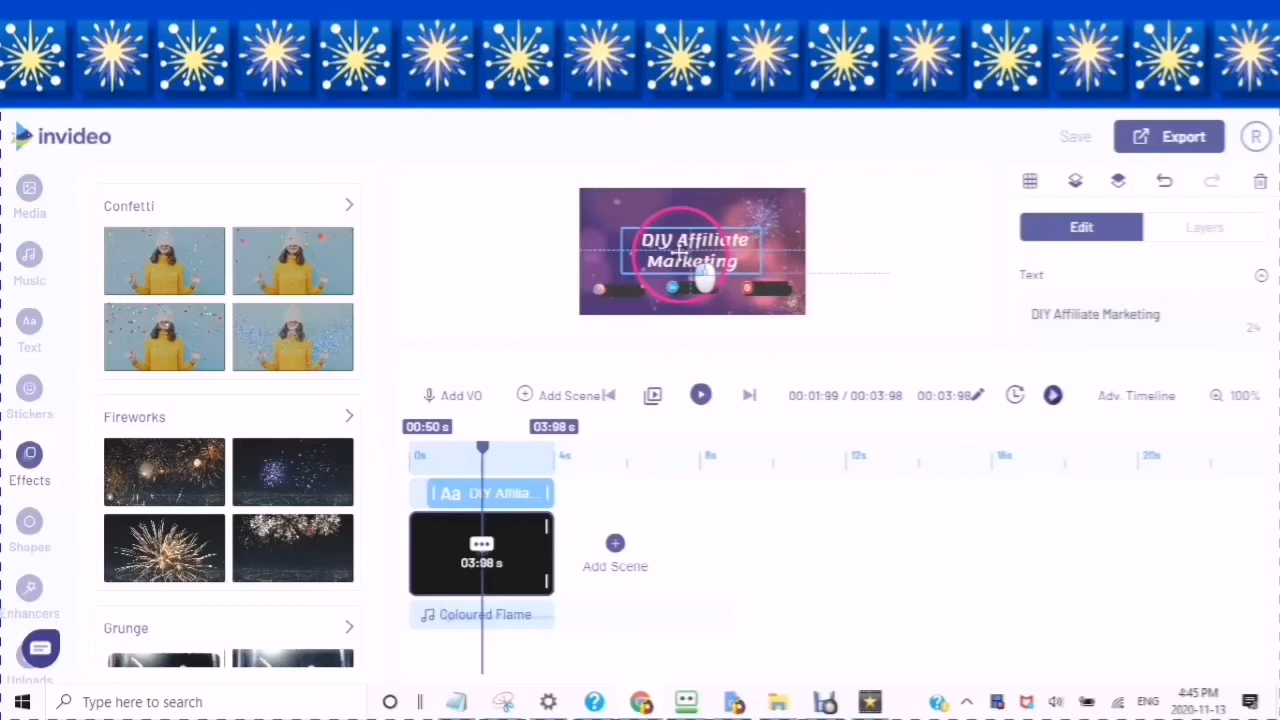 invideo
Save
Export
R
Media
Music
Text
Stickers
Effects
Shapes
Enhancers
Uploads
Confetti
Fireworks
Grunge
DIY Affiliate
Marketing
Edit
Layers
Text
DIY Affiliate Marketing
24
Add VO
Add Scene
00:01:99 / 00:03:98
00:03:98
Adv. Timeline
100%
00:50 s
03:98 s
0s
4s
8s
12s
16s
20s
Aa DIY Affilia...
03:98 s
Add Scene
Coloured Flame
Type here to search
ENG
4:45 PM
2020-11-13